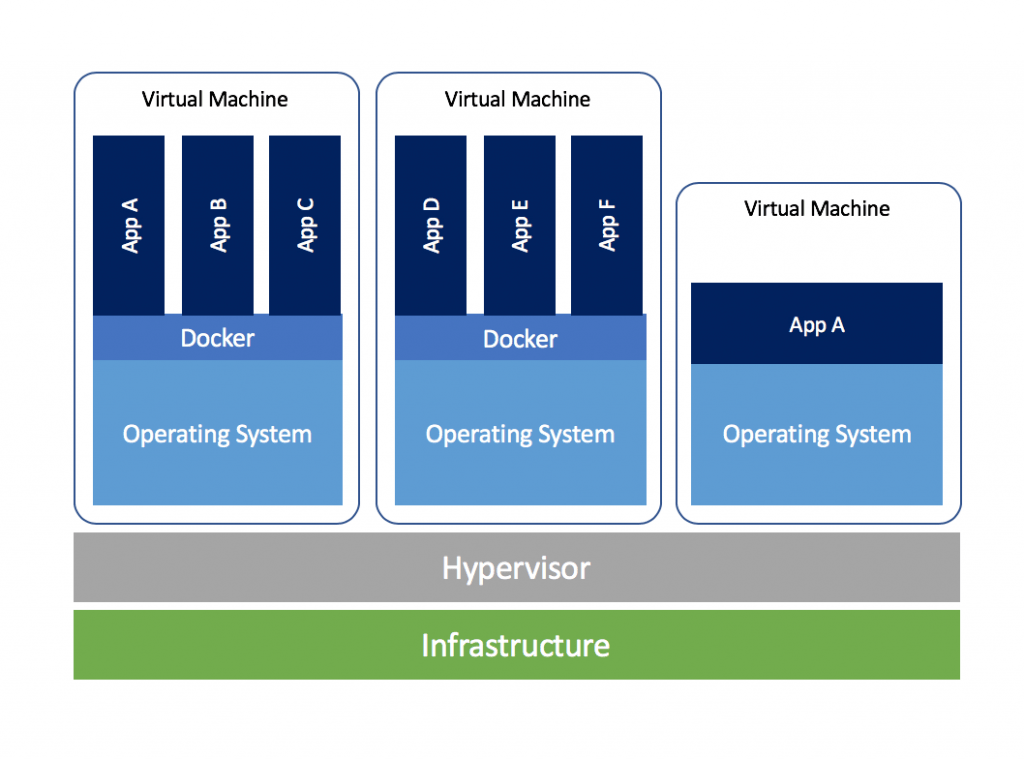 Virtual Machine
App A
App B
App C
Docker
Operating System
Virtual Machine
App D
App E
App F
Docker
Operating System
Virtual Machine
App A
Operating System
Hypervisor
Infrastructure